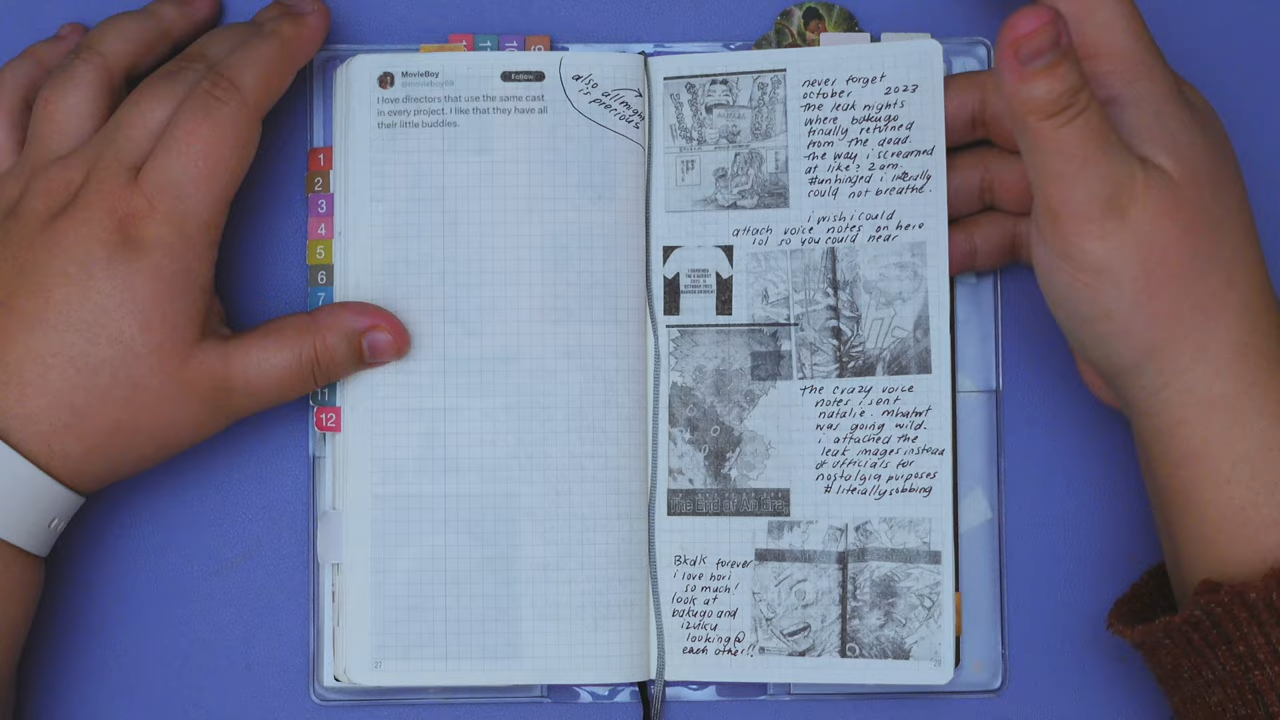 MovieBoy
@movieboy69
Follow
I love directors that use the same cast
in every project. I like that they have all
their little buddies.
also allmight
is precious
1
2
3
4
5
6
7
11
12
27
never forget
october 2023
the leak nights
where bakugo
finally returned
from the dead.
the way i screamed
at like? 2am.
#unhinged i literally
could not breathe.
i wish i could
attach voice notes on here
lol so you could hear
the crazy voice
notes i sent
natalie. mhatwt
was going wild.
i attached the
leak images instead
of officials for
nostalgia purposes
#literallysobbing
The End of An Era
Bkdk forever
i love hori
so much!
look at
bakugo and
izuku
looking @
each other!!
28